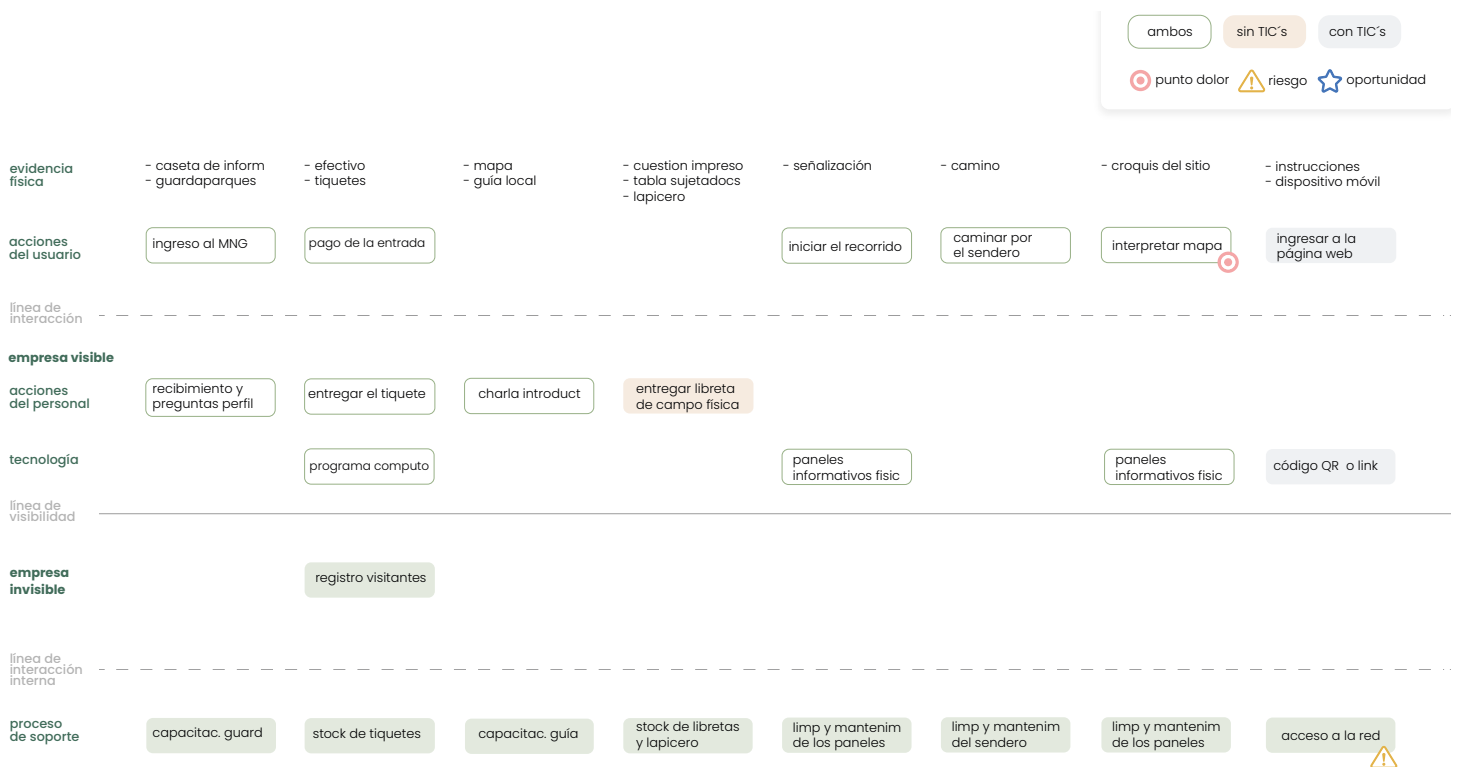 ambos
sin TIC´s
con TIC´s
punto dolor
riesgo
oportunidad
evidencia
física
- caseta de inform
- guardaparques
- efectivo
- tiquetes
- mapa
- guía local
- cuestion impreso
- tabla sujetadocs
- lapicero
- señalización
- camino
- croquis del sitio
- instrucciones
- dispositivo móvil
acciones
del usuario
ingreso al MNG
pago de la entrada
iniciar el recorrido
caminar por
el sendero
interpretar mapa
ingresar a la
página web
línea de
interacción
empresa visible
acciones
del personal
recibimiento y
preguntas perfil
entregar el tiquete
charla introduct
entregar libreta
de campo física
tecnología
programa computo
paneles
informativos fisic
paneles
informativos fisic
código QR o link
línea de
visibilidad
empresa
invisible
registro visitantes
línea de
interacción
interna
proceso
de soporte
capacitac. guard
stock de tiquetes
capacitac. guía
stock de libretas
y lapicero
limp y mantenim
de los paneles
limp y mantenim
del sendero
limp y mantenim
de los paneles
acceso a la red